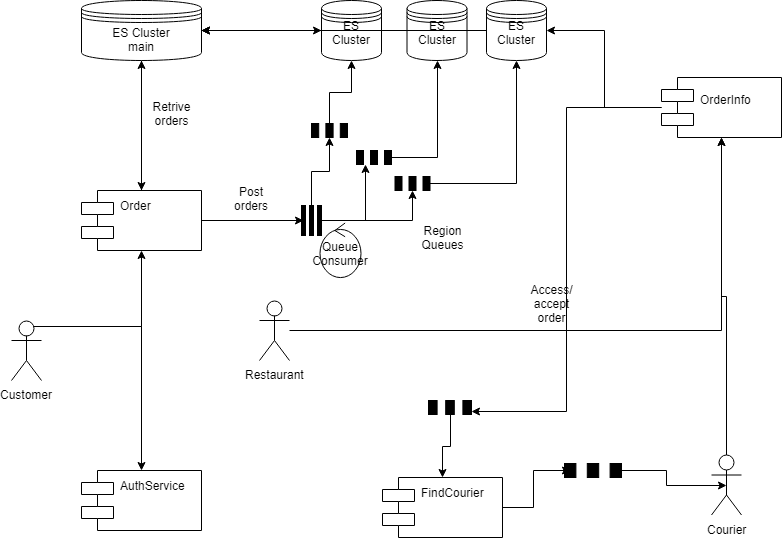 ES Cluster
main
ES
Cluster
ES
Cluster
ES
Cluster
OrderInfo
Retrive
orders
Order
Post
orders
Region
Queues
Queue
Consumer
Access/
accept
order
Restaurant
Customer
AuthService
FindCourier
Courier